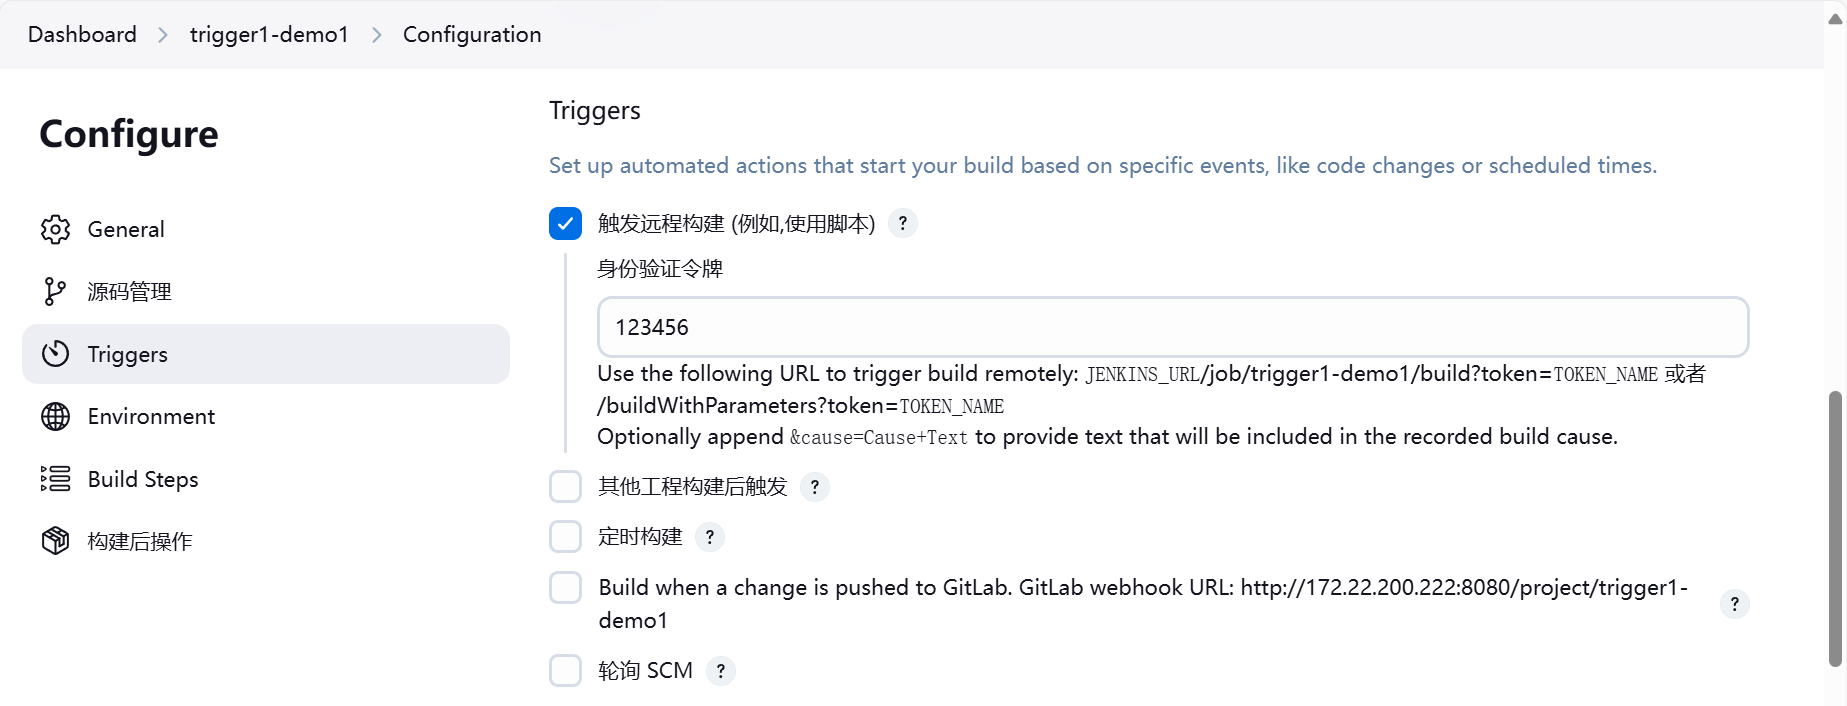 Dashboard > trigger1-demo1 > Configuration
Configure
General
源码管理
Triggers
Environment
Build Steps
构建后操作
Triggers
Set up automated actions that start your build based on specific events, like code changes or scheduled times.
触发远程构建 (例如,使用脚本) ?
身份验证令牌
123456
Use the following URL to trigger build remotely: JENKINS_URL/job/trigger1-demo1/build?token=TOKEN_NAME 或者
/buildWithParameters?token=TOKEN_NAME
Optionally append &cause=Cause+Text to provide text that will be included in the recorded build cause.
其他工程构建后触发 ?
定时构建 ?
Build when a change is pushed to GitLab. GitLab webhook URL: http://172.22.200.222:8080/project/trigger1-
demo1 ?
轮询 SCM ?